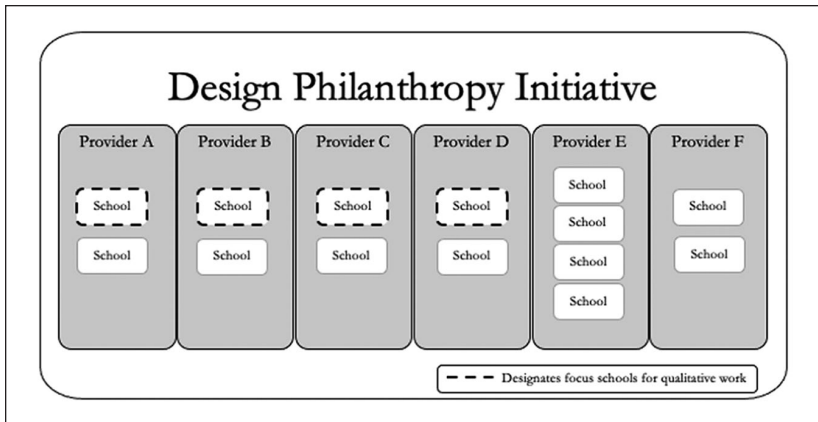 Design Philanthropy Initiative
Provider A
School
School
Provider B
School
School
Provider C
School
School
Provider D
School
School
Provider E
School
School
School
School
Provider F
School
School
Designates focus schools for qualitative work